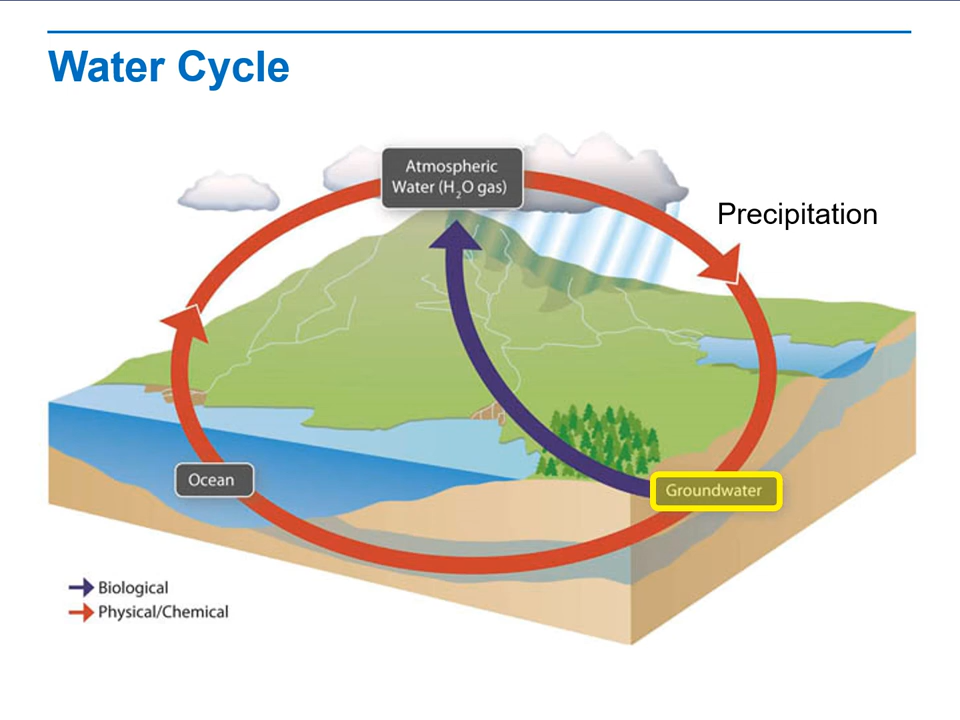 Water Cycle
Atmospheric
Water (H₂O gas)
Precipitation
Ocean
Groundwater
Biological
Physical/Chemical